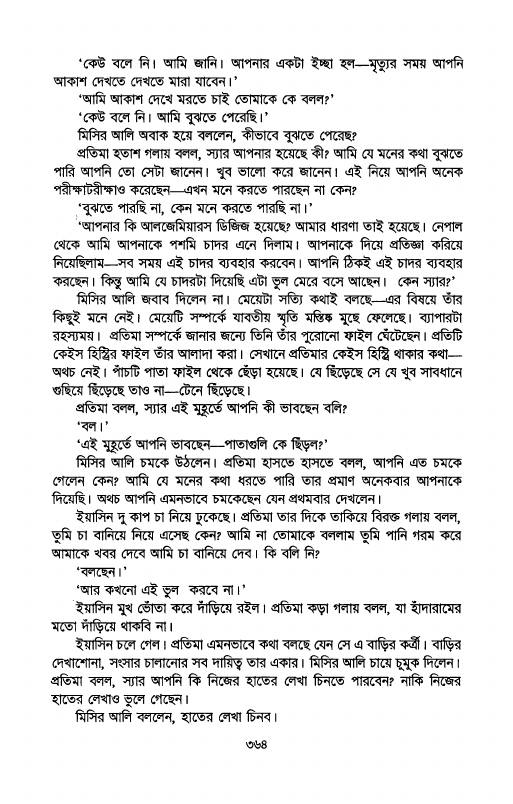 ‘কেউ বলে নি। আমি জানি। আপনার একটা ইচ্ছা হল—মৃত্যুর সময় আপনি
আকাশ দেখতে দেখতে মারা যাবেন।’
‘আমি আকাশ দেখে মরতে চাই তোমাকে কে বলল?’
‘কেউ বলে নি। আমি বুঝতে পেরেছি।’
মিসির আলি অবাক হয়ে বললেন, কীভাবে বুঝতে পেরেছ?
প্রতিমা হতাশ গলায় বলল, স্যার আপনার হয়েছে কী? আমি যে মনের কথা বুঝতে
পারি আপনি তো সেটা জানেন। খুব ভালো করে জানেন। এই নিয়ে আপনি অনেক
পরীক্ষাটরীক্ষাও করেছেন—এখন মনে করতে পারছেন না কেন?
‘বুঝতে পারছি না, কেন মনে করতে পারছি না।’
‘আপনার কি আলজেমিয়ারস ডিজিজ হয়েছে? আমার ধারণা তাই হয়েছে। নেপাল
থেকে আমি আপনাকে পশমি চাদর এনে দিলাম। আপনাকে দিয়ে প্রতিজ্ঞা করিয়ে
নিয়েছিলাম—সব সময় এই চাদর ব্যবহার করবেন। আপনি ঠিকই এই চাদর ব্যবহার
করছেন। কিন্তু আমি যে চাদরটা দিয়েছি এটা ভুল মেরে বসে আছেন। কেন স্যার?’
মিসির আলি জবাব দিলেন না। মেয়েটা সত্যি কথাই বলছে—এর বিষয়ে তাঁর
কিছুই মনে নেই। মেয়েটি সম্পর্কে যাবতীয় স্মৃতি মস্তিষ্ক মুছে ফেলেছে। ব্যাপারটা
রহস্যময়। প্রতিমা সম্পর্কে জানার জন্যে তিনি তাঁর পুরোনো ফাইল ঘেঁটেছেন। প্রতিটি
কেইস হিস্ট্রির ফাইল তাঁর আলাদা করা। সেখানে প্রতিমার কেইস হিস্ট্রি থাকার কথা—
অথচ নেই। পাঁচটি পাতা ফাইল থেকে ছেঁড়া হয়েছে। যে ছিঁড়েছে সে যে খুব সাবধানে
গুছিয়ে ছিঁড়েছে তাও না—টেনে ছিঁড়েছে।
প্রতিমা বলল, স্যার এই মুহূর্তে আপনি কী ভাবছেন বলি?
‘বল।’
‘এই মুহূর্তে আপনি ভাবছেন—পাতাগুলি কে ছিঁড়ল?’
মিসির আলি চমকে উঠলেন। প্রতিমা হাসতে হাসতে বলল, আপনি এত চমকে
গেলেন কেন? আমি যে মনের কথা ধরতে পারি তার প্রমাণ অনেকবার আপনাকে
দিয়েছি। অথচ আপনি এমনভাবে চমকেছেন যেন প্রথমবার দেখলেন।
ইয়াসিন দু কাপ চা নিয়ে ঢুকেছে। প্রতিমা তার দিকে তাকিয়ে বিরক্ত গলায় বলল,
তুমি চা বানিয়ে নিয়ে এসেছ কেন? আমি না তোমাকে বললাম তুমি পানি গরম করে
আমাকে খবর দেবে আমি চা বানিয়ে দেব। কি বলি নি?
‘বলছেন।’
‘আর কখনো এই ভুল করবে না।’
ইয়াসিন মুখ ভোঁতা করে দাঁড়িয়ে রইল। প্রতিমা কড়া গলায় বলল, যা হাঁদারামের
মতো দাঁড়িয়ে থাকবি না।
ইয়াসিন চলে গেল। প্রতিমা এমনভাবে কথা বলছে যেন সে এ বাড়ির কর্ত্রী। বাড়ির
দেখাশোনা, সংসার চালানোর সব দায়িত্ব তার একার। মিসির আলি চায়ে চুমুক দিলেন।
প্রতিমা বলল, স্যার আপনি কি নিজের হাতের লেখা চিনতে পারবেন? নাকি নিজের
হাতের লেখাও ভুলে গেছেন।
মিসির আলি বললেন, হাতের লেখা চিনব।
৩৬৪